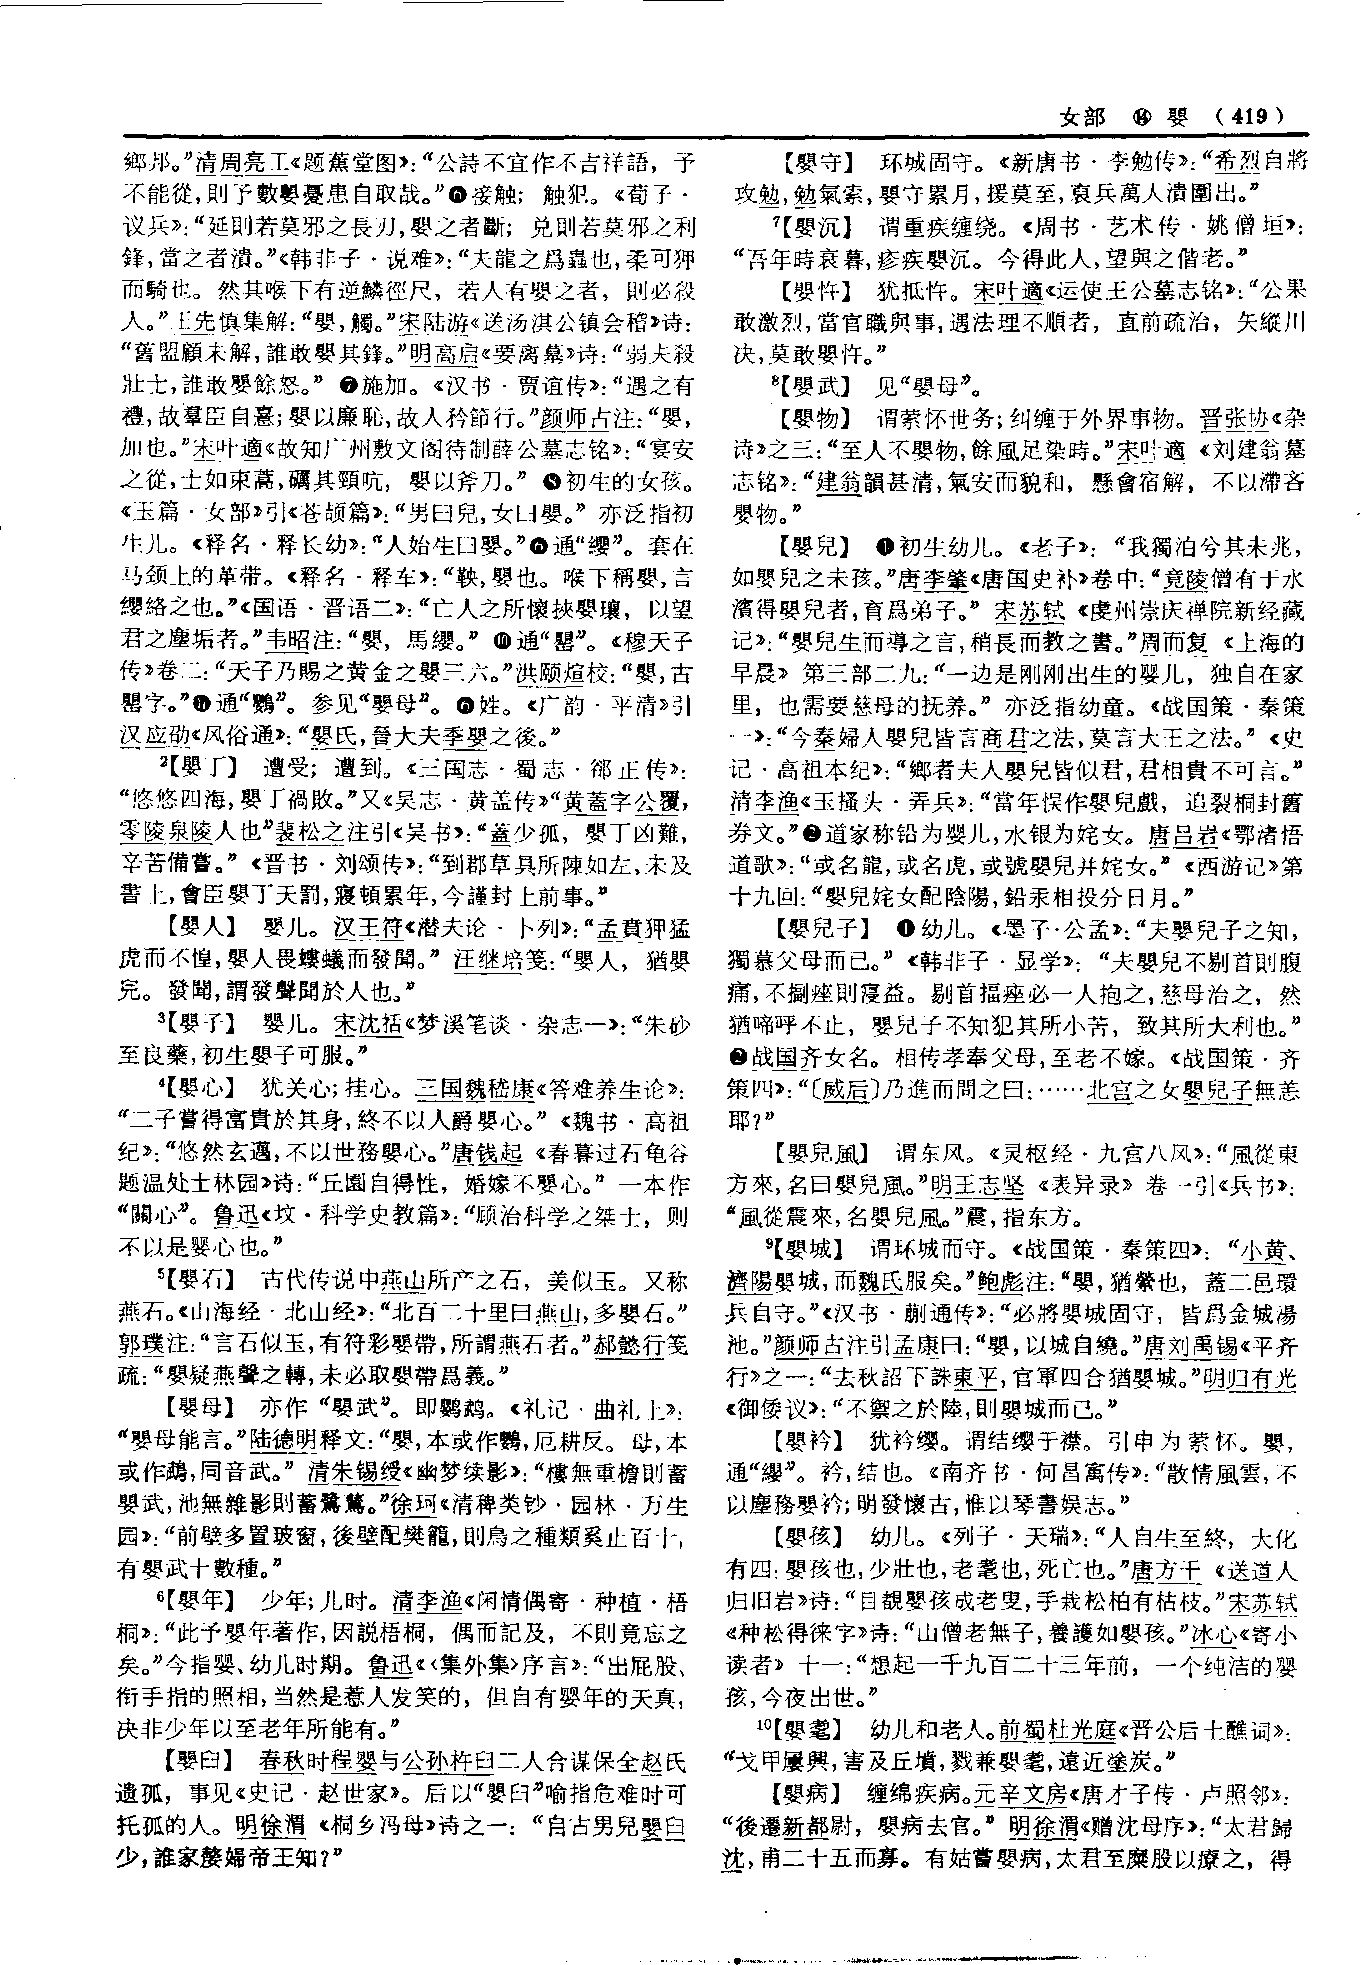 女部 ⑭ 嬰 （419）
鄉邦。”清周亮工《题蕉堂图》：“公詩不宜作不吉祥語，予
不能從，則予數嬰憂患自取哉。”❻接触；触犯。《荀子·
议兵》：“延則若莫邪之長刃，嬰之者斷；兑則若莫邪之利
鋒，當之者潰。”《韩非子·说难》：“夫龍之爲蟲也，柔可狎
而騎也。然其喉下有逆鱗徑尺，若人有嬰之者，則必殺
人。”王先慎集解：“嬰，觸。”宋陆游《送汤淇公镇会稽》诗：
“舊盟顧未解，誰敢嬰其鋒。”明高启《要离墓》诗：“弱夫殺
壯士，誰敢嬰餘怒。” ❼施加。《汉书·贾谊传》：“遇之有
禮，故羣臣自憙；嬰以廉恥，故人矜節行。”颜师古注：“嬰，
加也。”宋叶適《故知广州敷文阁待制薛公墓志铭》：“宴安
之從，士如束蒿，礪其頸吭，嬰以斧刀。” ❽初生的女孩。
《玉篇·女部》引《苍颉篇》：“男曰兒，女曰嬰。” 亦泛指初
生儿。《释名·释长幼》：“人始生曰嬰。”❾通“纓”。套在
马颈上的革带。《释名·释车》：“鞅，嬰也。喉下稱嬰，言
纓絡之也。”《国语·晋语二》：“亡人之所懷挾嬰瓖，以望
君之塵垢者。”韦昭注：“嬰，馬纓。” ❿通“罌”。《穆天子
传》卷二：“天子乃賜之黄金之嬰三六。”洪颐煊校：“嬰，古
罌字。”⓫通“鸚”。参见“嬰母”。⓬姓。《广韵·平清》引
汉应劭《风俗通》：“嬰氏，晉大夫季嬰之後。”
²【嬰丁】 遭受；遭到。《三国志·蜀志·郤正传》：
“悠悠四海，嬰丁禍敗。”又《吴志·黄盖传》“黄蓋字公覆，
零陵泉陵人也”裴松之注引《吴书》：“蓋少孤，嬰丁凶難，
辛苦備嘗。” 《晋书·刘颂传》：“到郡草具所陳如左，未及
書上，會臣嬰丁天罰，寢頓累年，今謹封上前事。”
【嬰人】 婴儿。汉王符《潜夫论·卜列》：“孟賁狎猛
虎而不惶，嬰人畏螻蟻而發聞。” 汪继培笺：“嬰人，猶嬰
兒。發聞，謂發聲聞於人也。”
³【嬰子】 婴儿。宋沈括《梦溪笔谈·杂志一》：“朱砂
至良藥，初生嬰子可服。”
⁴【嬰心】 犹关心；挂心。三国魏嵇康《答难养生论》：
“二子嘗得富貴於其身，終不以人爵嬰心。” 《魏书·高祖
纪》：“悠然玄邁，不以世務嬰心。”唐钱起《春暮过石龟谷
题温处士林园》诗：“丘園自得性，婚嫁不嬰心。” 一本作
“關心”。鲁迅《坟·科学史教篇》：“顾治科学之桀士，则
不以是婴心也。”
⁵【嬰石】 古代传说中燕山所产之石，美似玉。又称
燕石。《山海经·北山经》：“北百二十里曰燕山，多嬰石。”
郭璞注：“言石似玉，有符彩嬰帶，所謂燕石者。”郝懿行笺
疏：“嬰疑燕聲之轉，未必取嬰帶爲義。”
【嬰母】 亦作“嬰武”。即鹦鹉。《礼记·曲礼上》：
“嬰母能言。”陆德明释文：“嬰，本或作鸚，厄耕反。母，本
或作鵡，同音武。” 清朱锡绶《幽梦续影》：“樓無重檐則蓄
嬰武，池無雜影則蓄鷺鷥。”徐珂《清稗类钞·园林·万生
园》：“前壁多置玻窗，後壁配樊籠，則鳥之種類奚止百十，
有嬰武十數種。”
⁶【嬰年】 少年；儿时。清李渔《闲情偶寄·种植·梧
桐》：“此予嬰年著作，因說梧桐，偶而記及，不則竟忘之
矣。”今指婴、幼儿时期。鲁迅《〈集外集〉序言》：“出屁股、
衔手指的照相，当然是惹人发笑的，但自有婴年的天真，
决非少年以至老年所能有。”
【嬰臼】 春秋时程婴与公孙杵臼二人合谋保全赵氏
遗孤，事见《史记·赵世家》。后以“嬰臼”喻指危难时可
托孤的人。明徐渭《桐乡冯母》诗之一：“自古男兒嬰臼
少，誰家嫠婦帝王知？”
【嬰守】 环城固守。《新唐书·李勉传》：“希烈自將
攻勉，勉氣索，嬰守累月，援莫至，裒兵萬人潰圍出。”
⁷【嬰沉】 谓重疾缠绕。《周书·艺术传·姚僧垣》：
“吾年時衰暮，疹疾嬰沉。今得此人，望與之偕老。”
【嬰忤】 犹抵忤。宋叶適《运使王公墓志铭》：“公果
敢激烈，當官職與事，遇法理不順者，直前疏治，矢縱川
决，莫敢嬰忤。”
⁸【嬰武】 见“嬰母”。
【嬰物】 谓萦怀世务；纠缠于外界事物。晋张协《杂
诗》之三：“至人不嬰物，餘風足染時。”宋叶適《刘建翁墓
志铭》：“建翁韻甚清，氣安而貌和，懸會宿解，不以滯吝
嬰物。”
【嬰兒】 ❶初生幼儿。《老子》：“我獨泊兮其未兆，
如嬰兒之未孩。”唐李肇《唐国史补》卷中：“竟陵僧有于水
濱得嬰兒者，育爲弟子。” 宋苏轼《虔州崇庆禅院新经藏
记》：“嬰兒生而導之言，稍長而教之書。”周而复《上海的
早晨》第三部二九：“一边是刚刚出生的婴儿，独自在家
里，也需要慈母的抚养。” 亦泛指幼童。《战国策·秦策
一》：“今秦婦人嬰兒皆言商君之法，莫言大王之法。”《史
记·高祖本纪》：“鄉者夫人嬰兒皆似君，君相貴不可言。”
清李渔《玉搔头·弄兵》：“當年悮作嬰兒戲，追裂桐封舊
券文。”❷道家称铅为婴儿，水银为姹女。唐吕岩《鄂渚悟
道歌》：“或名龍，或名虎，或號嬰兒并姹女。” 《西游记》第
十九回：“嬰兒姹女配陰陽，鉛汞相投分日月。”
【嬰兒子】 ❶幼儿。《墨子·公孟》：“夫嬰兒子之知，
獨慕父母而已。” 《韩非子·显学》：“夫嬰兒不剔首則腹
痛，不揊痤則寖益。剔首揊痤必一人抱之，慈母治之，然
猶啼呼不止，嬰兒子不知犯其所小苦，致其所大利也。”
❷战国齐女名。相传孝奉父母，至老不嫁。《战国策·齐
策四》：“〔威后〕乃進而問之曰：……北宫之女嬰兒子無恙
耶？”
【嬰兒風】 谓东风。《灵枢经·九宫八风》：“風從東
方來，名曰嬰兒風。”明王志坚《表异录》卷一引《兵书》：
“風從震來，名嬰兒風。”震，指东方。
⁹【嬰城】 谓环城而守。《战国策·秦策四》：“小黄、
濟陽嬰城，而魏氏服矣。”鲍彪注：“嬰，猶縈也，蓋二邑環
兵自守。”《汉书·蒯通传》：“必將嬰城固守，皆爲金城湯
池。”颜师古注引孟康曰：“嬰，以城自繞。”唐刘禹锡《平齐
行》之一：“去秋詔下誅東平，官軍四合猶嬰城。”明归有光
《御倭议》：“不禦之於陸，則嬰城而已。”
【嬰衿】 犹衿缨。谓结缨于襟。引申为萦怀。嬰，
通“纓”。衿，结也。《南齐书·何昌寓传》：“散情風雲，不
以塵務嬰衿；明發懷古，惟以琴書娱志。”
【嬰孩】 幼儿。《列子·天瑞》：“人自生至終，大化
有四：嬰孩也，少壯也，老耄也，死亡也。”唐方干《送道人
归旧岩》诗：“目覩嬰孩成老叟，手栽松柏有枯枝。”宋苏轼
《种松得徕字》诗：“山僧老無子，養護如嬰孩。”冰心《寄小
读者》十一：“想起一千九百二十三年前，一个纯洁的婴
孩，今夜出世。”
¹⁰【嬰耄】 幼儿和老人。前蜀杜光庭《晋公后土醮词》：
“戈甲屢興，害及丘墳，戮兼嬰耄，遠近塗炭。”
【嬰病】 缠绵疾病。元辛文房《唐才子传·卢照邻》：
“後遷新都尉，嬰病去官。” 明徐渭《赠沈母序》：“太君歸
沈，甫二十五而寡。有姑嘗嬰病，太君至糜股以療之，得